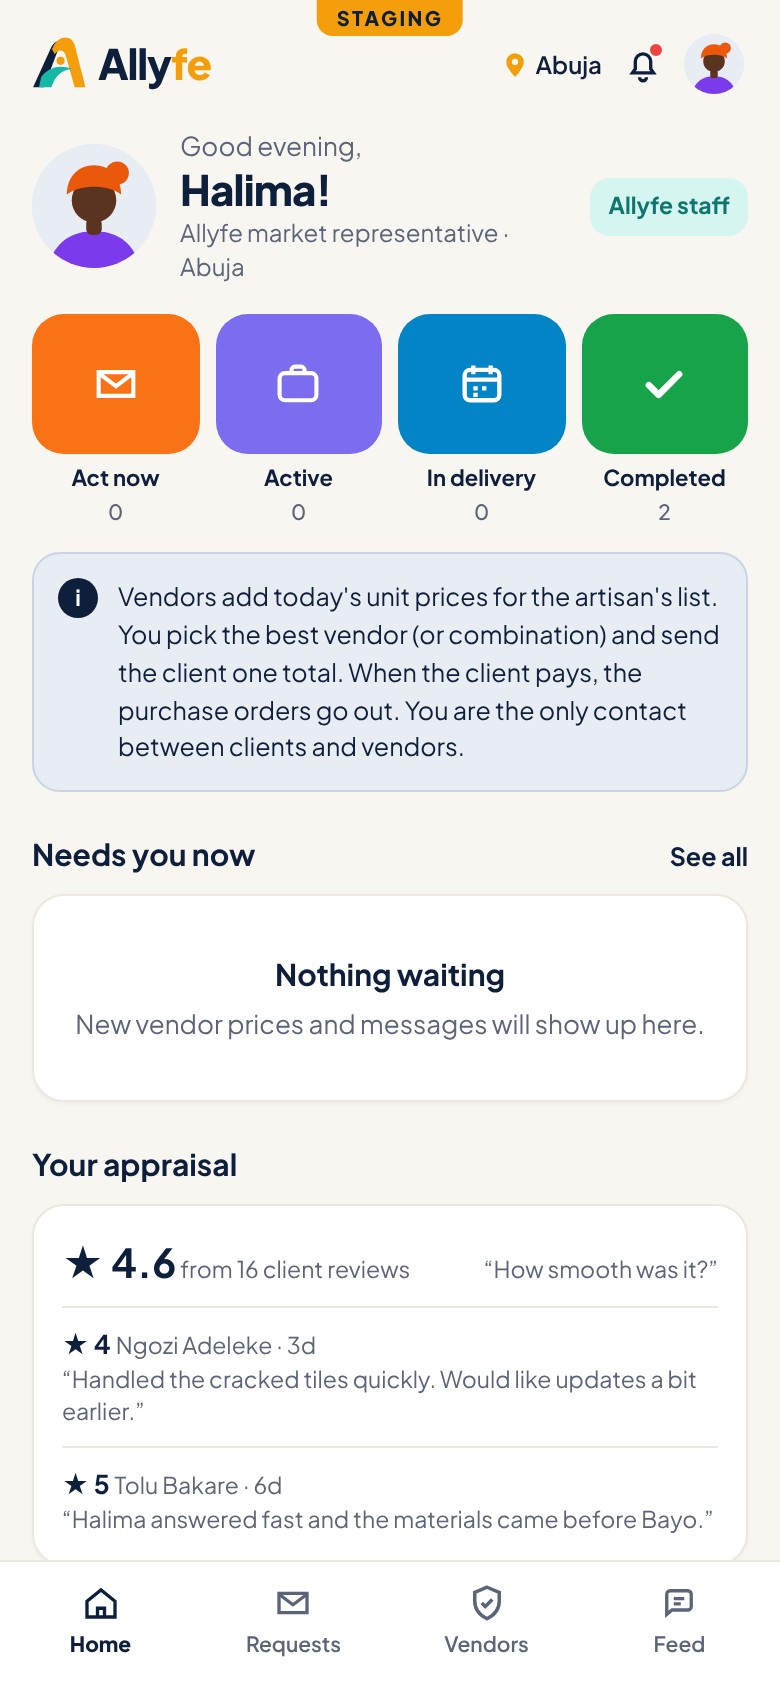 STAGING
Allyfe
Abuja
Good evening,
Halima!
Allyfe market representative ·
Abuja
Allyfe staff
Act now
0
Active
0
In delivery
0
Completed
2
i
Vendors add today's unit prices for the artisan's list.
You pick the best vendor (or combination) and send
the client one total. When the client pays, the
purchase orders go out. You are the only contact
between clients and vendors.
Needs you now
See all
Nothing waiting
New vendor prices and messages will show up here.
Your appraisal
★ 4.6 from 16 client reviews
“How smooth was it?”
★ 4 Ngozi Adeleke · 3d
“Handled the cracked tiles quickly. Would like updates a bit
earlier.”
★ 5 Tolu Bakare · 6d
“Halima answered fast and the materials came before Bayo.”
Home
Requests
Vendors
Feed